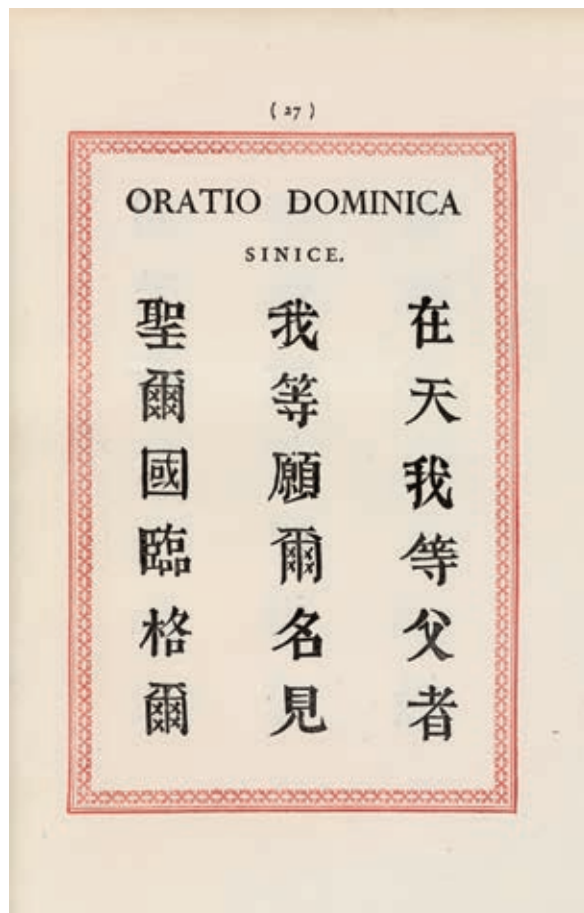 ( 27 )
ORATIO DOMINICA
SINICE.
在天我等父者
我等願爾名見
聖爾國臨格爾